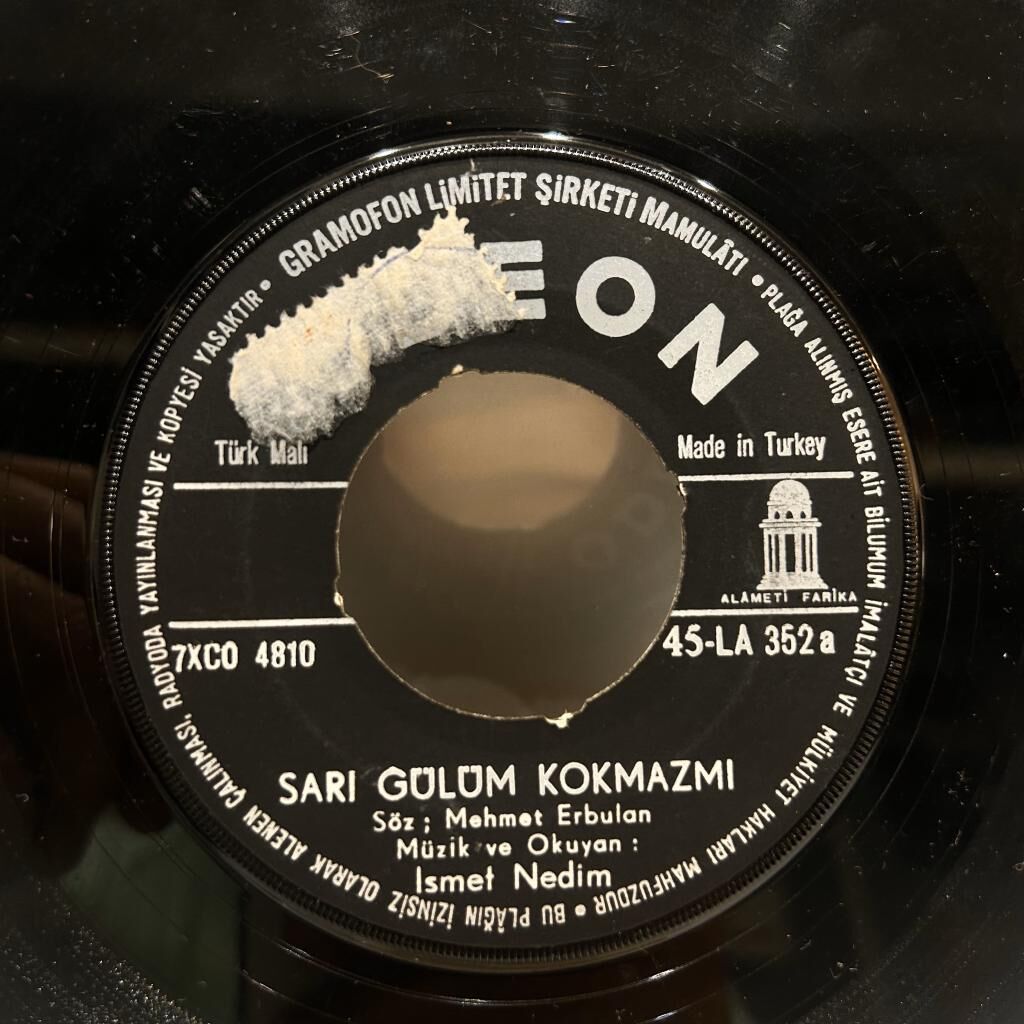 GRAMOFON LİMİTET ŞİRKETİ MAMULÂTI • PLAĞA ALINMIS ESERE AİT BİLUMUM İMALÂTÇI VE MÜLKİYET HAKLARI MAHFUZDUR • BU PLÂĞIN İZİNSİZ OLARAK ALENEN ÇALINMASI, RADYODA YAYINLANMASI VE KOPYESİ YASAKTIR •
EON
Türk Malı
Made in Turkey
ALÂMETİ FARİKA
7XCO 4810
45-LA 352a
SARI GÜLÜM KOKMAZMI
Söz ; Mehmet Erbulan
Müzik ve Okuyan :
Ismet Nedim